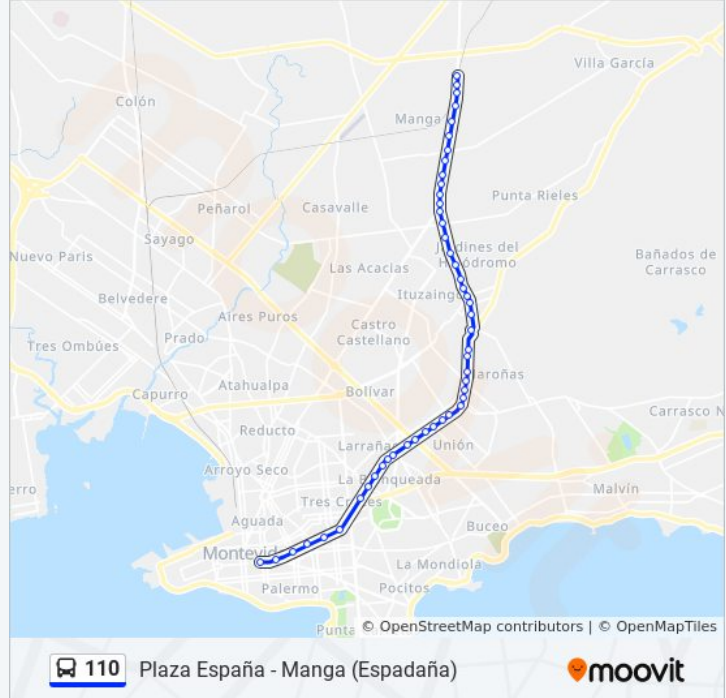 Villa García
Colón
Manga
Punta Rieles
Peñarol
Casavalle
Sayago
Jardines del
Hipódromo
Nuevo Paris
Bañados de
Carrasco
Las Acacias
Belvedere
Ituzaingó
Aires Puros
Castro
Castellano
Prado
Tres Ombúes
Maroñas
Atahualpa
Bolívar
Capurro
Carrasco N
Reducto
Larrañaga
Unión
Arroyo Seco
La Blanqueada
erro
Malvín
Tres Cruces
Aguada
Buceo
Montevid
La Mondiola
Palermo
Pocitos
Punta
© OpenStreetMap contributors | © OpenMapTiles
110 Plaza España - Manga (Espadaña)
moovit